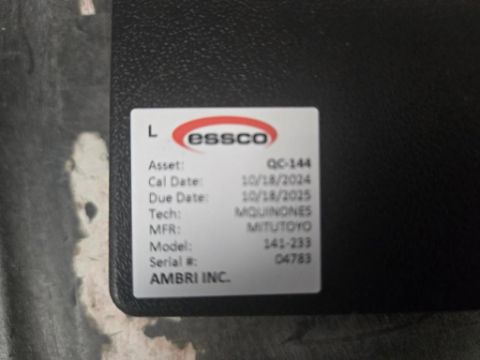 L essco
Asset: QC-144
Cal Date: 10/18/2024
Due Date: 10/18/2025
Tech: MQUINONES
MFR: MITUTOYO
Model: 141-233
Serial #: 04783
AMBRI INC.